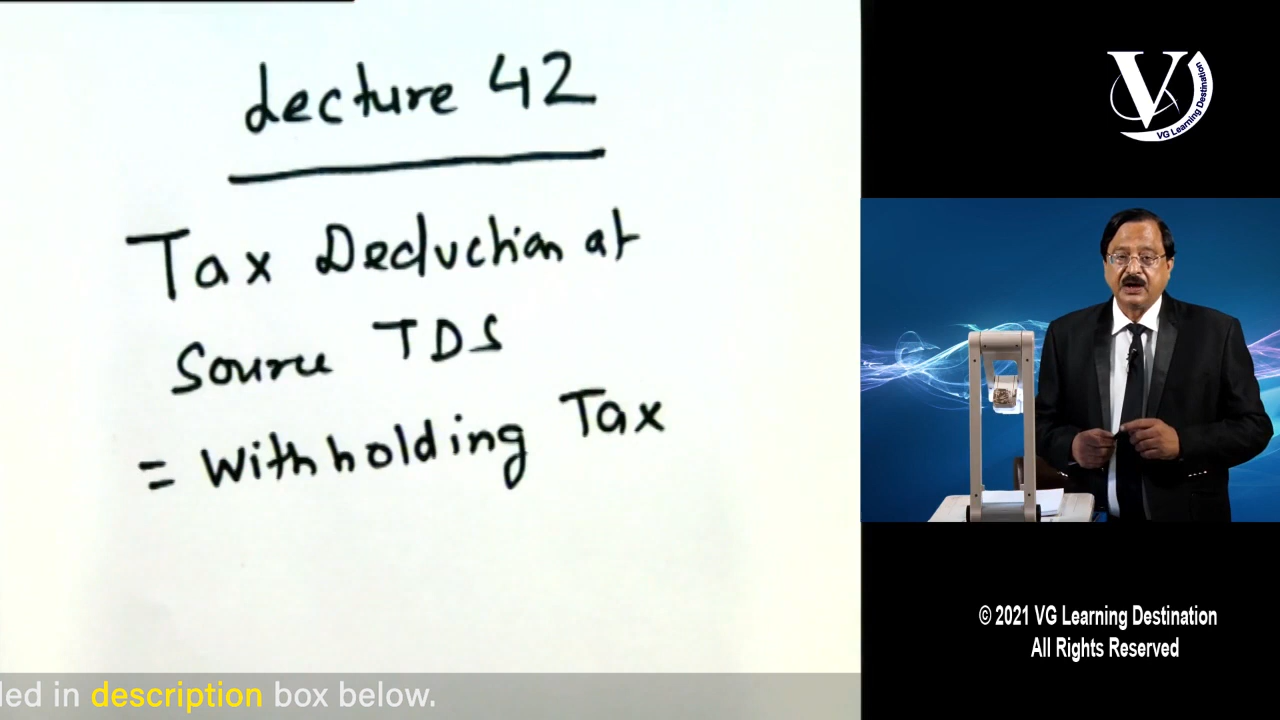 Lecture 42
Tax Deduction at
Source TDS
= Withholding Tax
V
VG Learning Destination
© 2021 VG Learning Destination
All Rights Reserved
in description box below.